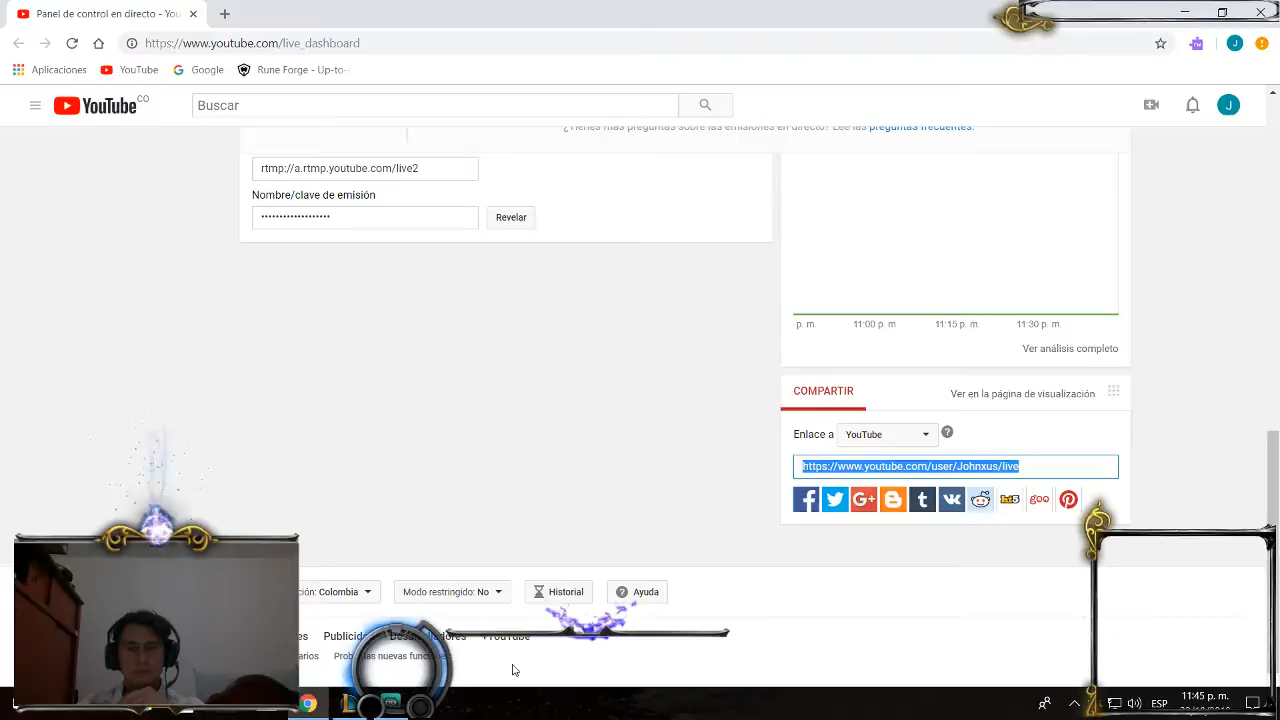 Panel de control en directo - You
https://www.youtube.com/live_dashboard
Aplicaciones
YouTube
Google
Rune Forge - Up-to-
YouTube CO
Buscar
J
¿Tienes más preguntas sobre las emisiones en directo? Lee las preguntas frecuentes.
rtmp://a.rtmp.youtube.com/live2
Nombre/clave de emisión
Revelar
p. m.
11:00 p. m
11:15 p. m.
11:30 p. m.
Ver análisis completo
COMPARTIR
Ver en la página de visualización
Enlace a
YouTube
https://www.youtube.com/user/Johnxus/live
G+
t
hi5
goo
ción: Colombia
Modo restringido: No
Historial
Ayuda
+YouTube
las nuevas
ESP
11:45 p. m.